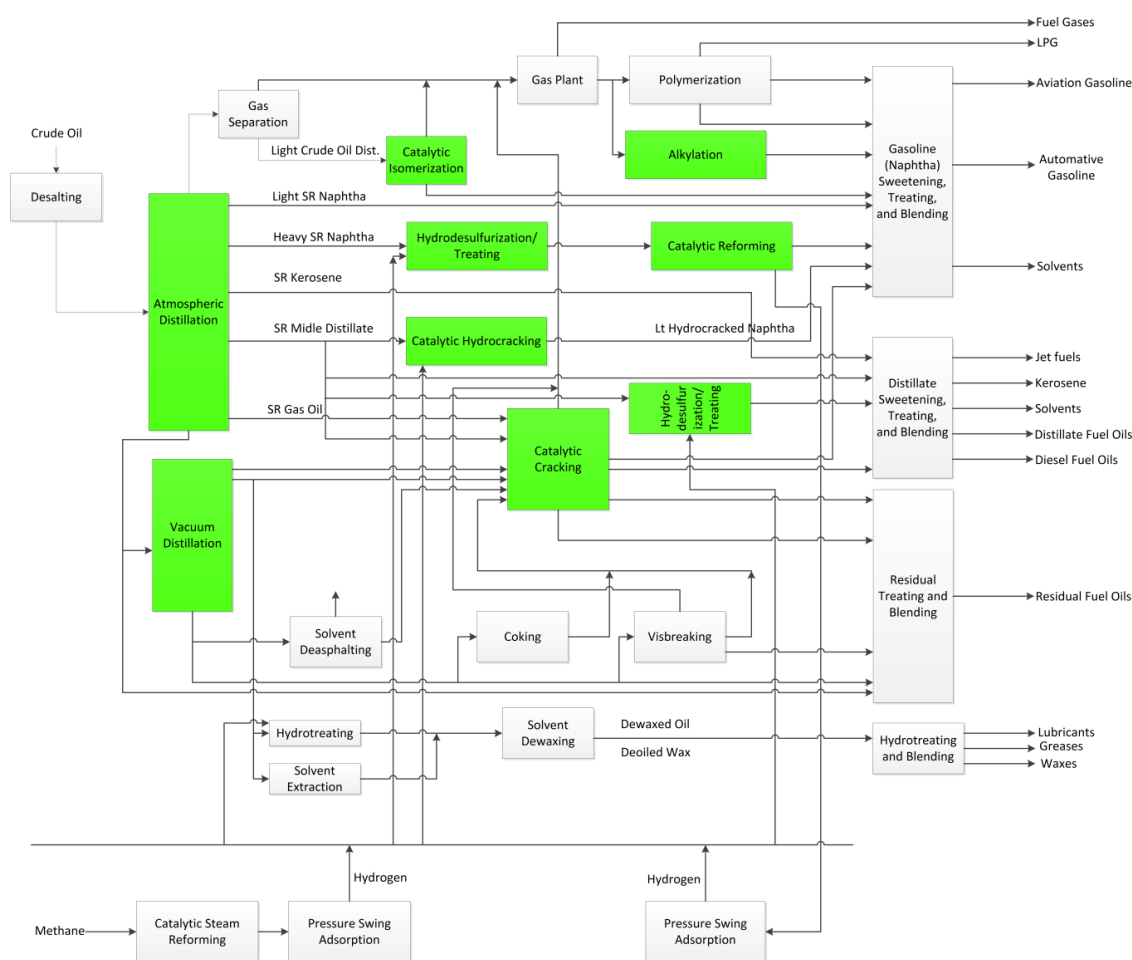 Fuel Gases
LPG
Gas Plant
Polymerization
Aviation Gasoline
Gas
Separation
Crude Oil
Light Crude Oil Dist.
Catalytic
Isomerization
Alkylation
Gasoline
(Naphtha)
Sweetening,
Treating,
and Blending
Automative
Gasoline
Desalting
Light SR Naphtha
Heavy SR Naphtha
Hydrodesulfurization/
Treating
Catalytic Reforming
Solvents
SR Kerosene
Atmospheric
Distillation
SR Midle Distillate
Catalytic Hydrocracking
Lt Hydrocracked Naphtha
Jet fuels
Kerosene
Solvents
Distillate Fuel Oils
Diesel Fuel Oils
Distillate
Sweetening,
Treating,
and Blending
Hydro-
desulfur
ization/
Treating
SR Gas Oil
Catalytic
Cracking
Vacuum
Distillation
Residual
Treating and
Blending
Residual Fuel Oils
Solvent
Deasphalting
Coking
Visbreaking
Hydrotreating
Solvent
Dewaxing
Dewaxed Oil
Deoiled Wax
Hydrotreating
and Blending
Lubricants
Greases
Waxes
Solvent
Extraction
Hydrogen
Hydrogen
Methane
Catalytic Steam
Reforming
Pressure Swing
Adsorption
Pressure Swing
Adsorption